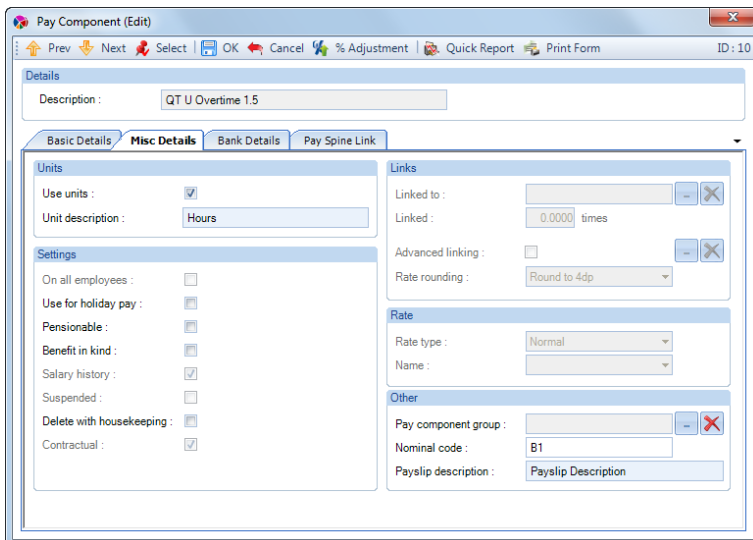 Pay Component (Edit)
Prev Next Select OK Cancel % Adjustment Quick Report Print Form ID : 10
Details
Description : QT U Overtime 1.5
Basic Details Misc Details Bank Details Pay Spine Link
Units
Use units :
Unit description : Hours
Settings
On all employees :
Use for holiday pay :
Pensionable :
Benefit in kind :
Salary history :
Suspended :
Delete with housekeeping :
Contractual :
Links
Linked to :
Linked : 0.0000 times
Advanced linking :
Rate rounding : Round to 4dp
Rate
Rate type : Normal
Name :
Other
Pay component group :
Nominal code : B1
Payslip description : Payslip Description